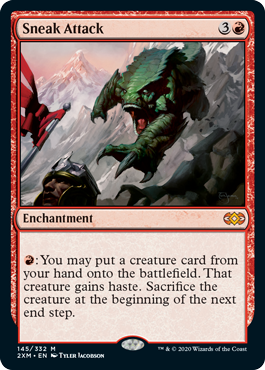 Sneak Attack 3
Enchantment
: You may put a creature card from
your hand onto the battlefield. That
creature gains haste. Sacrifice the
creature at the beginning of the next
end step.
145/332 M
2XM • EN TYLER JACOBSON
™ & © 2020 Wizards of the Coast